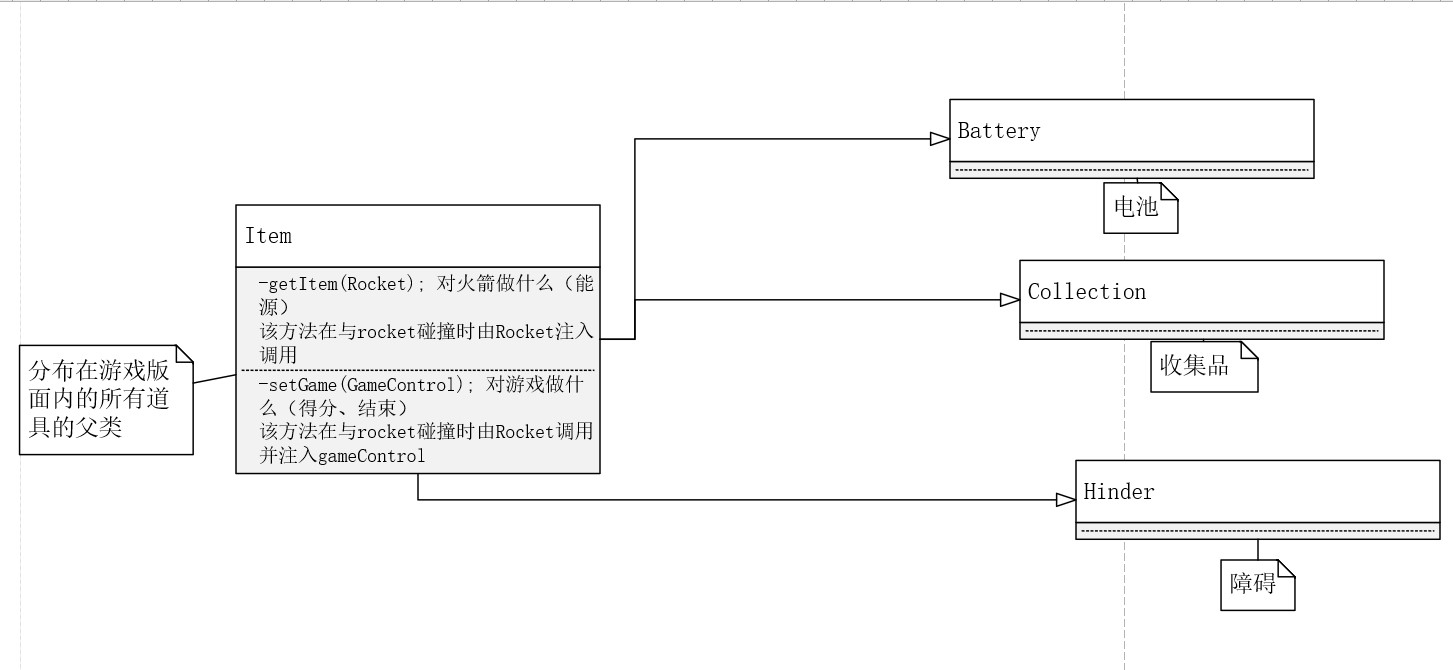 Battery
电池
Item
-getItem(Rocket); 对火箭做什么（能
源）
该方法在与rocket碰撞时由Rocket注入
调用
-setGame(GameControl); 对游戏做什
么（得分、结束）
该方法在与rocket碰撞时由Rocket调用
并注入gameControl
分布在游戏版
面内的所有道
具的父类
Collection
收集品
Hinder
障碍